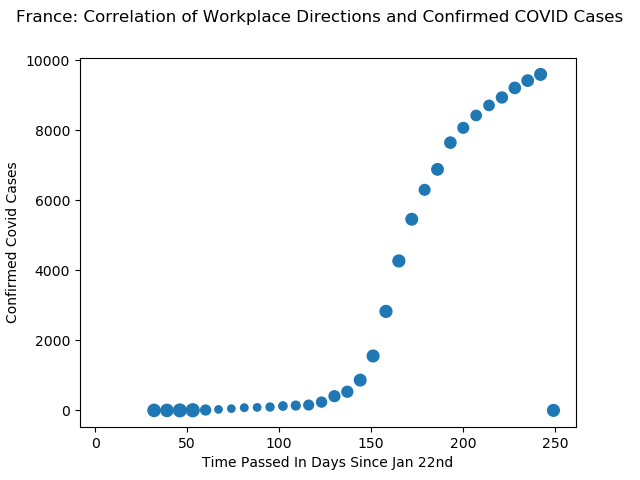 France: Correlation of Workplace Directions and Confirmed COVID Cases
10000
8000
6000
4000
2000
0
Confirmed Covid Cases
0 50 100 150 200 250
Time Passed In Days Since Jan 22nd